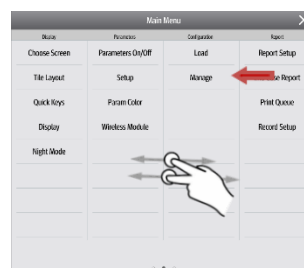 Main Menu
Display Parameters Configuration Report
Choose Screen Parameters On/Off Load Report Setup
Tile Layout Setup Manage Report
Quick Keys Param Color Print Queue
Display Wireless Module Record Setup
Night Mode